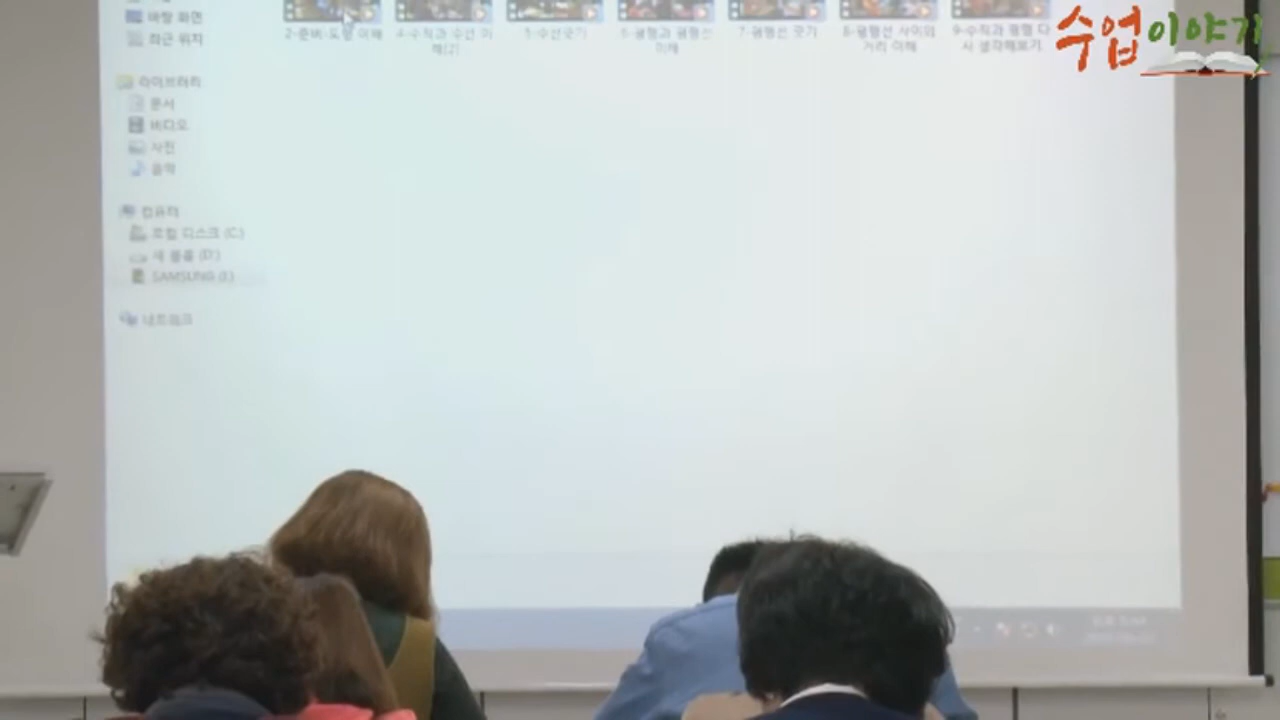 수업이야기
바탕 화면
최근 위치
2-준비-도형 이해
4-수직과 수선 이해(2)
5-수선긋기
6-평행과 평행선 이해
7-평행선 긋기
8-평행선 사이의 거리 이해
9-수직과 평행 다시 생각해보기
라이브러리
문서
비디오
사진
음악
컴퓨터
로컬 디스크 (C:)
새 볼륨 (D:)
SAMSUNG (I:)
네트워크